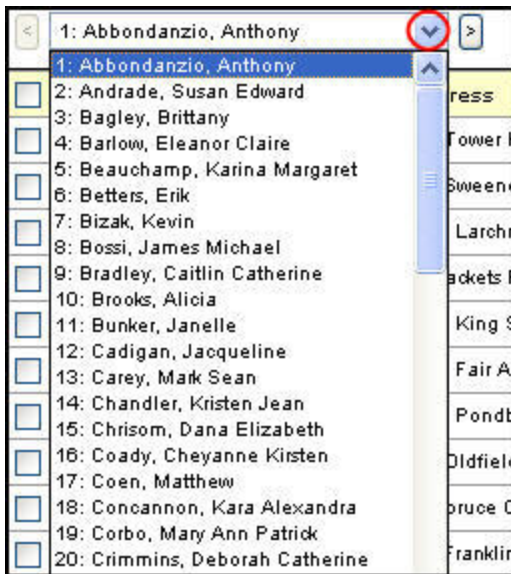 <
1: Abbondanzio, Anthony
>
1: Abbondanzio, Anthony
2: Andrade, Susan Edward
3: Bagley, Brittany
4: Barlow, Eleanor Claire
5: Beauchamp, Karina Margaret
6: Betters, Erik
7: Bizak, Kevin
8: Bossi, James Michael
9: Bradley, Caitlin Catherine
10: Brooks, Alicia
11: Bunker, Janelle
12: Cadigan, Jacqueline
13: Carey, Mark Sean
14: Chandler, Kristen Jean
15: Chrisom, Dana Elizabeth
16: Coady, Cheyanne Kirsten
17: Coen, Matthew
18: Concannon, Kara Alexandra
19: Corbo, Mary Ann Patrick
20: Crimmins, Deborah Catherine
ress
Tower
Sween
Larch
ackets
King
Fair A
Pond
Oldfiel
pruce
Franklin